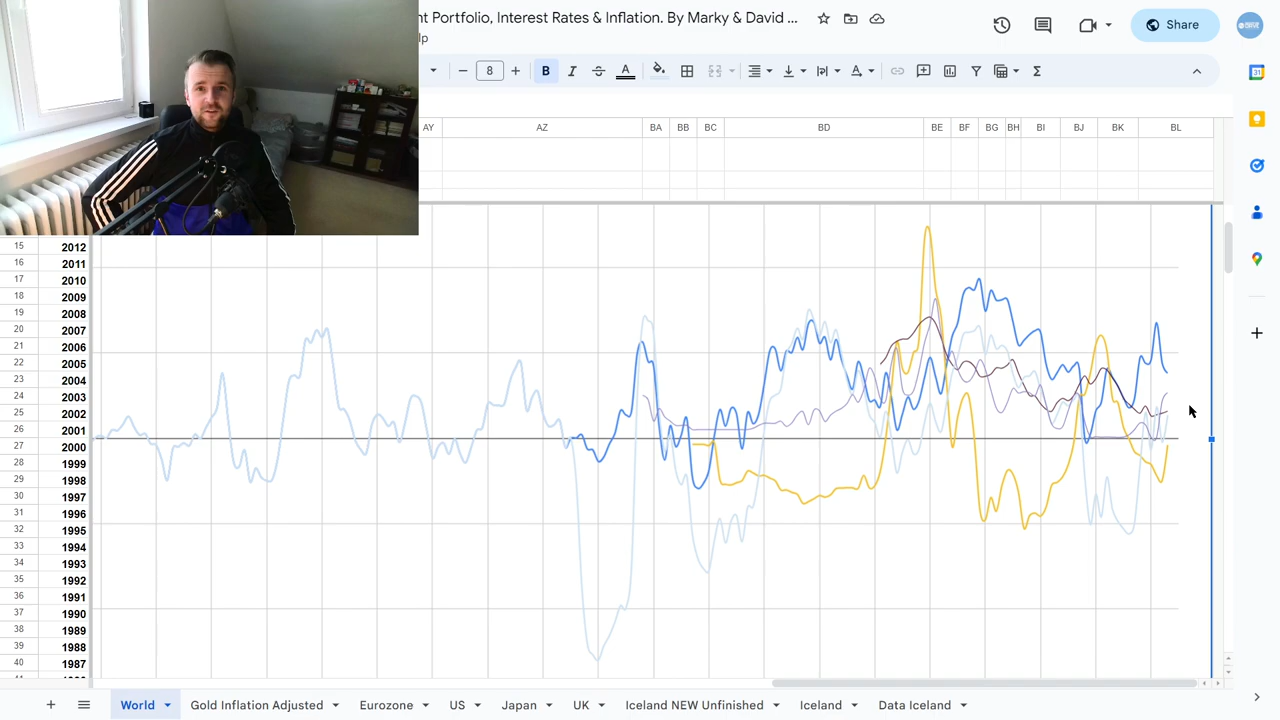 nt Portfolio, Interest Rates & Inflation. By Marky & David ...
lp
Share
8
B
I
S
A
A
Σ
31
AY AZ BA BB BC BD BE BF BG BH BI BJ BK BL
15 2012
16 2011
17 2010
18 2009
19 2008
20 2007
21 2006
22 2005
23 2004
24 2003
25 2002
26 2001
27 2000
28 1999
29 1998
30 1997
31 1996
32 1995
33 1994
34 1993
35 1992
36 1991
37 1990
38 1989
39 1988
40 1987
World Gold Inflation Adjusted Eurozone US Japan UK Iceland NEW Unfinished Iceland Data Iceland